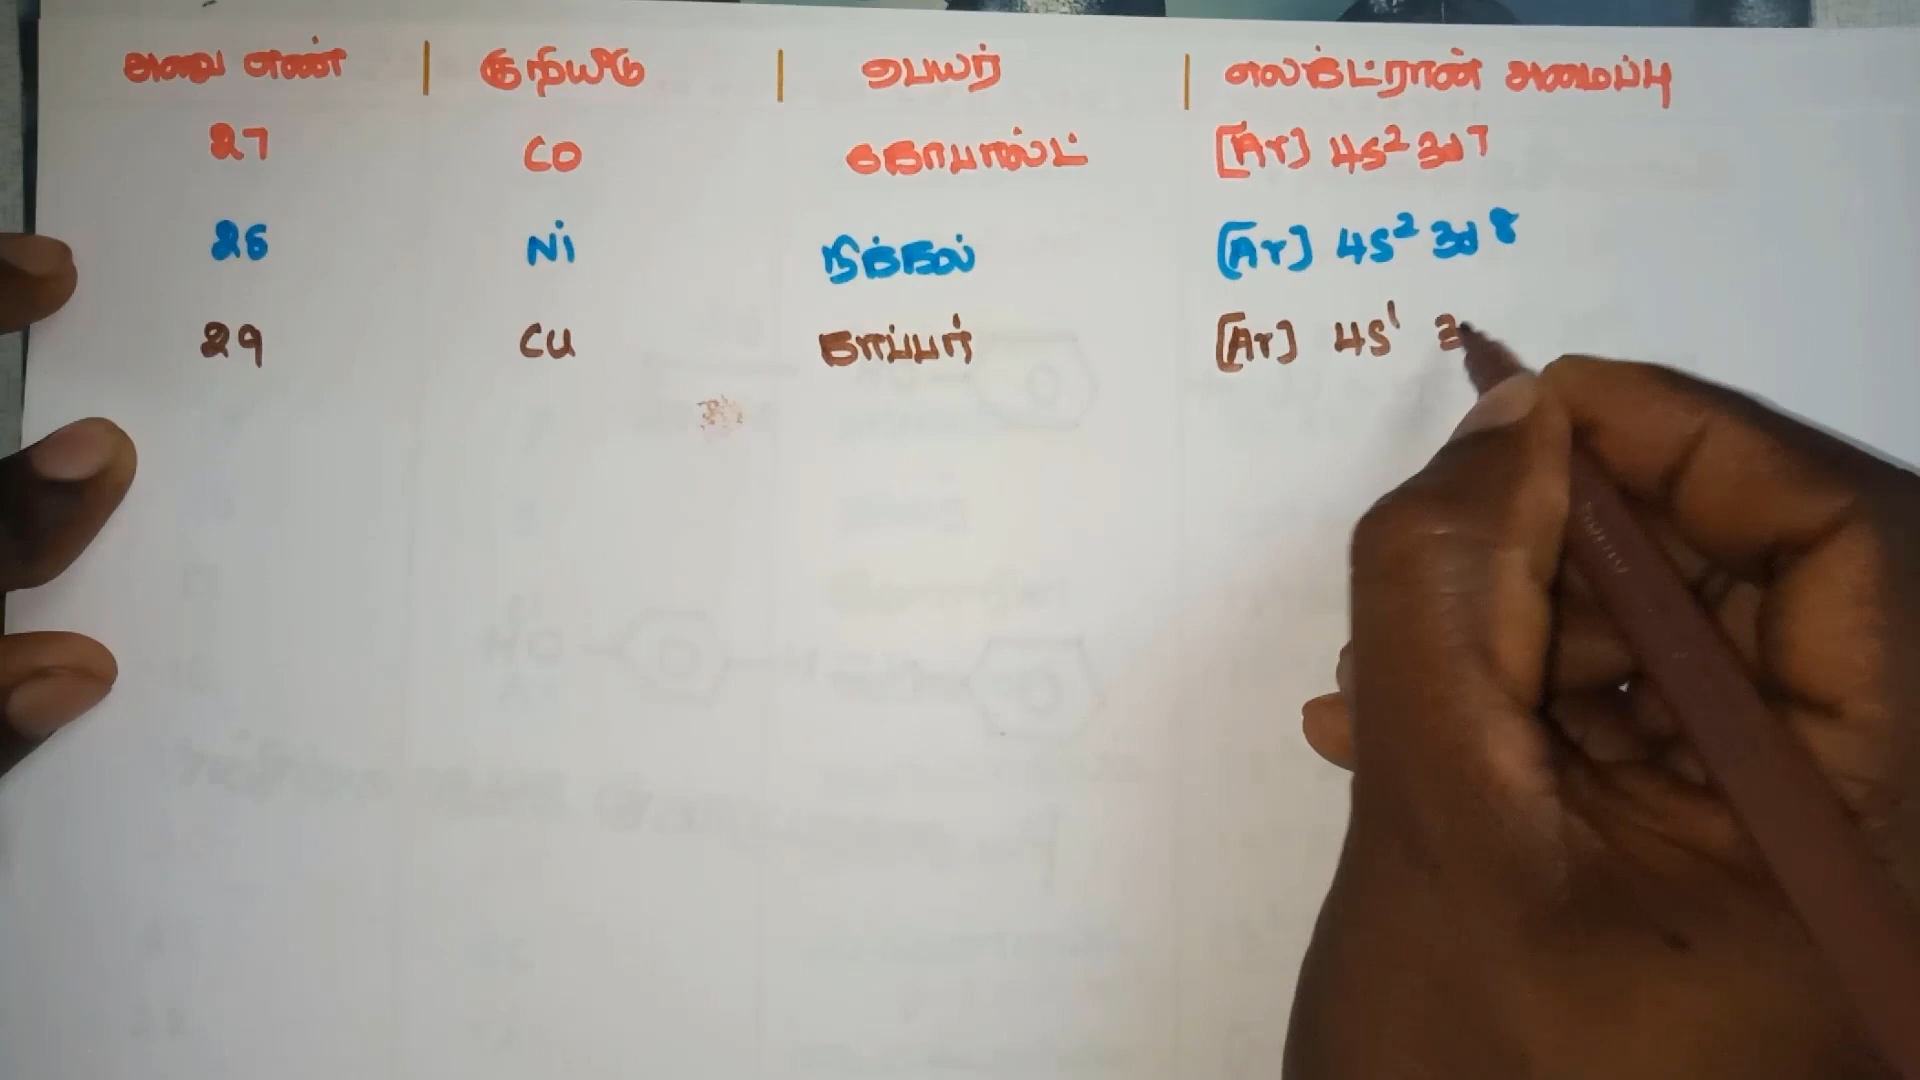 அணு எண் | குறியீடு | பெயர் | எலக்ட்ரான் அமைப்பு
27 CO கோபால்ட் [Ar] 4s² 3d⁷
28 Ni நிக்கல் [Ar] 4s² 3d⁸
29 Cu காப்பர் [Ar] 4s¹ 3